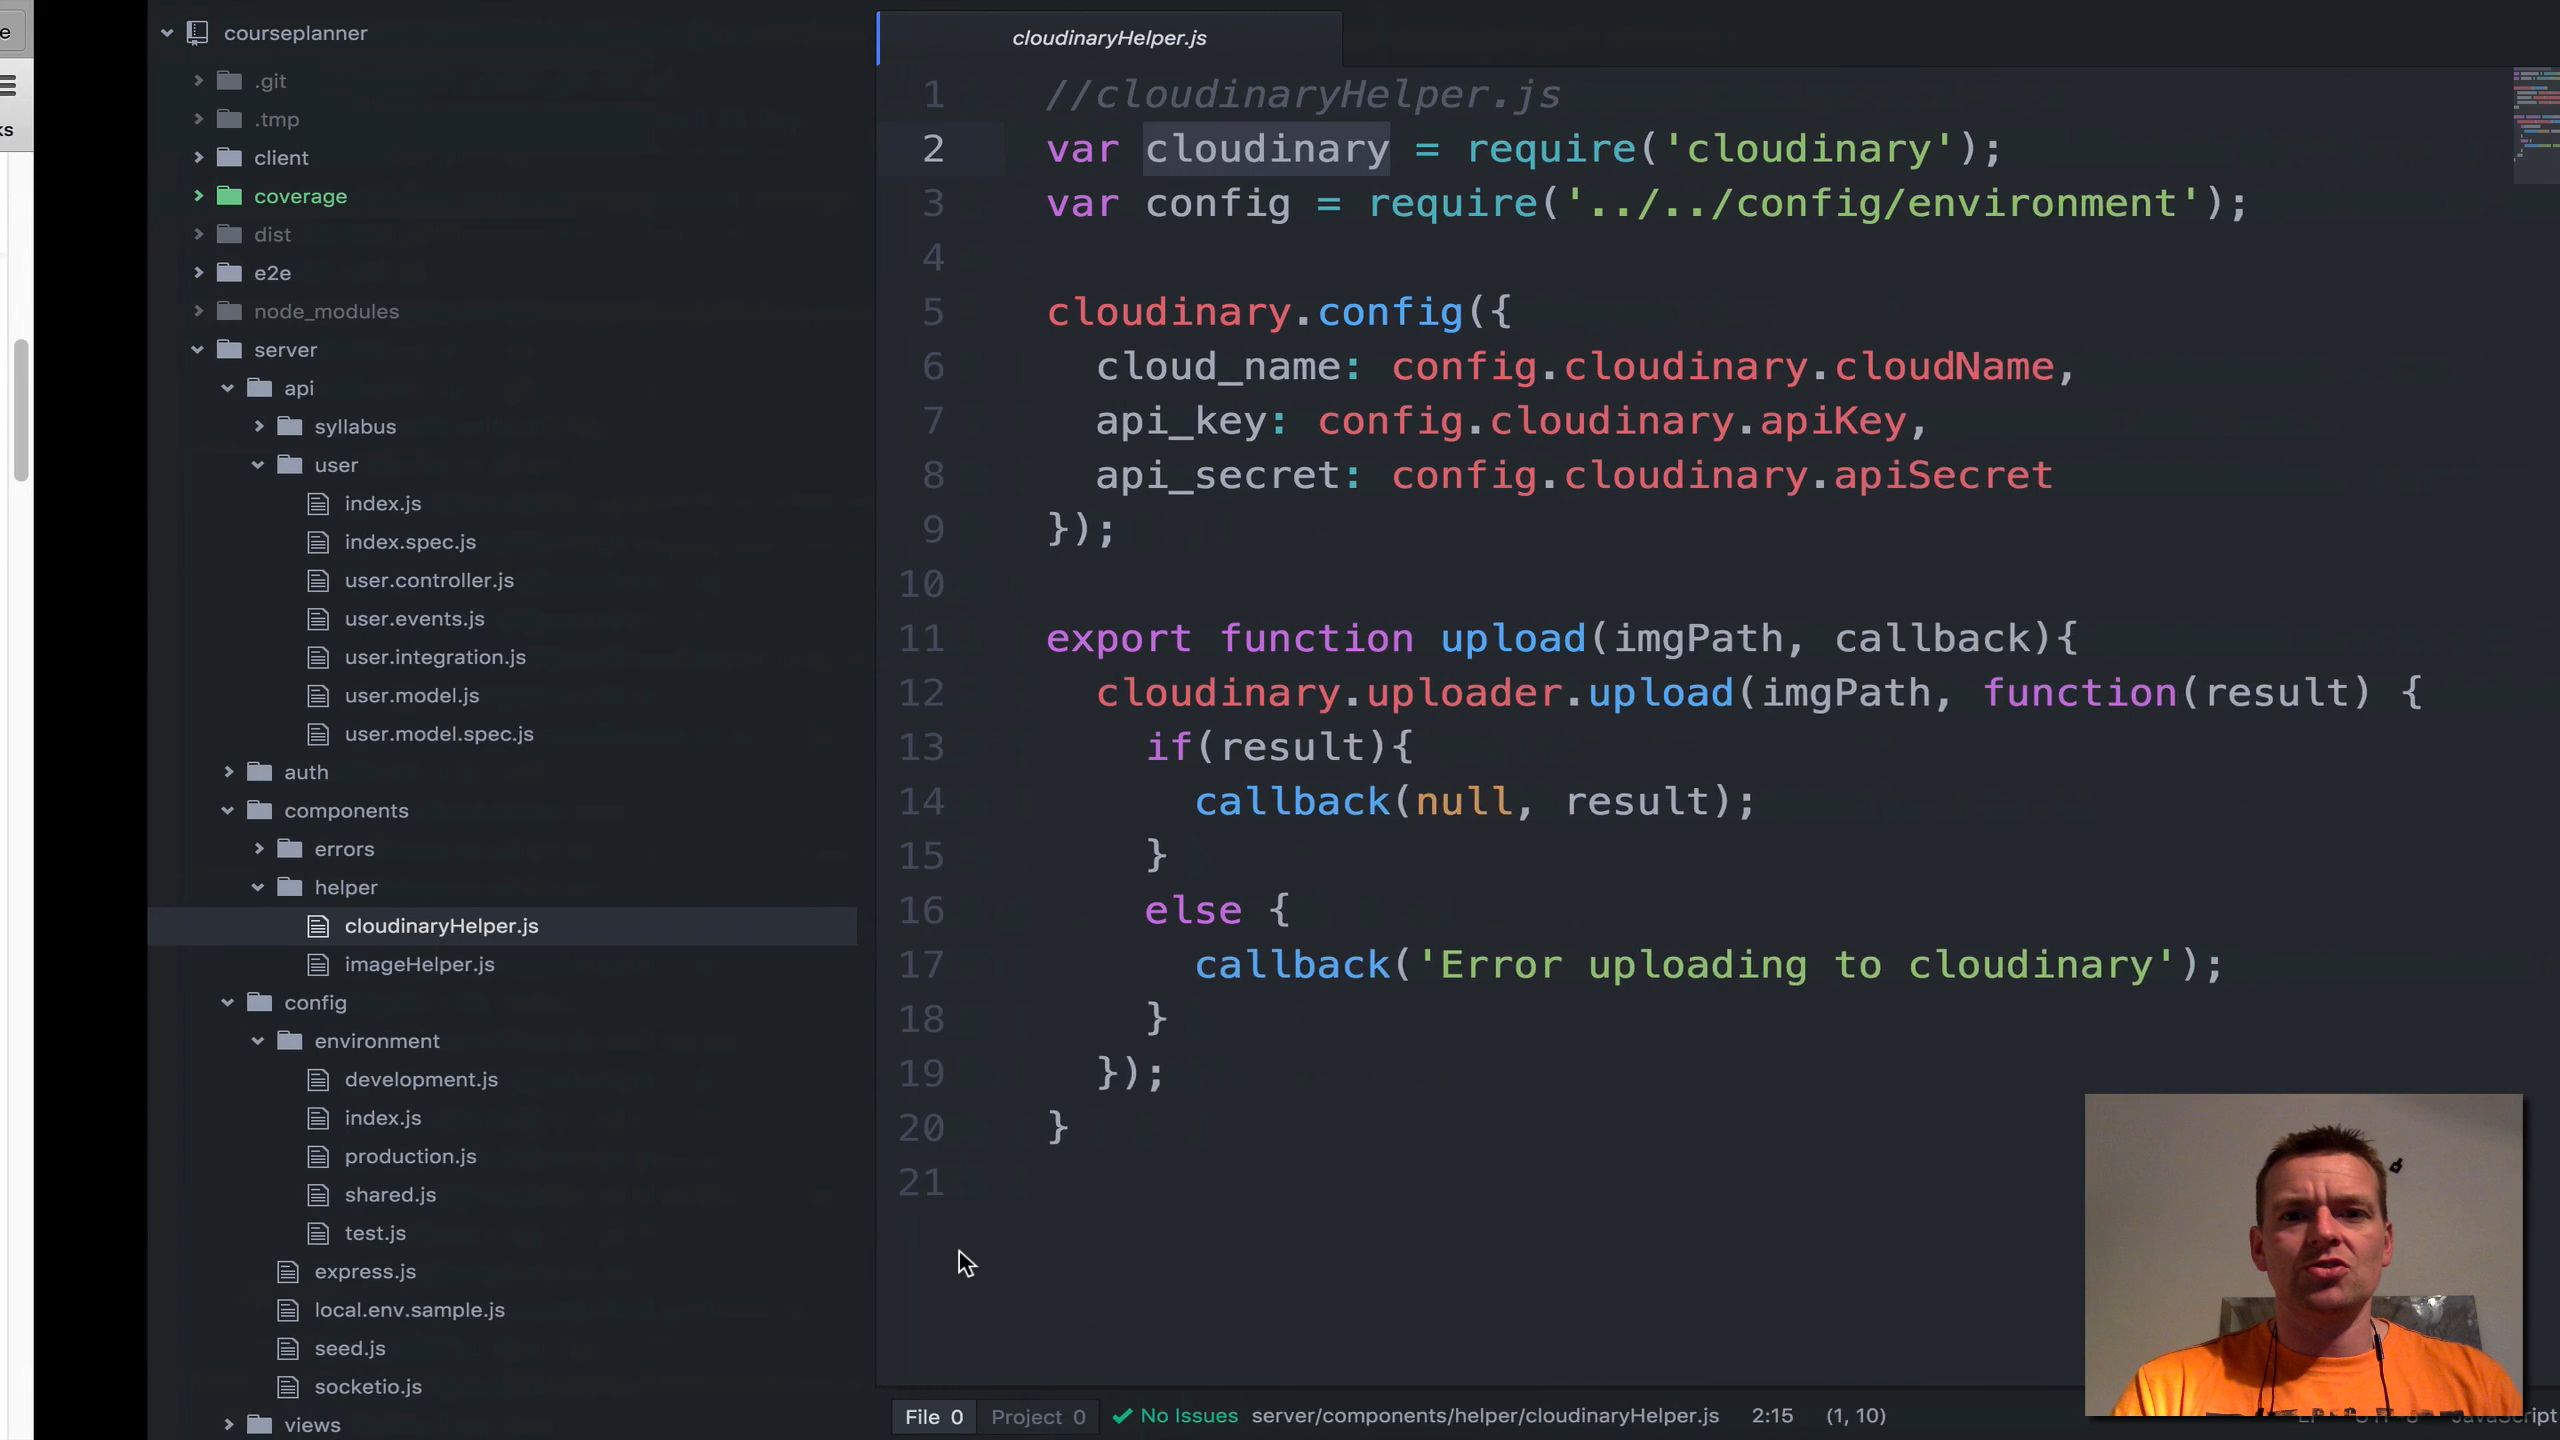 e
ks
courseplanner
.git
.tmp
client
coverage
dist
e2e
node_modules
server
api
syllabus
user
index.js
index.spec.js
user.controller.js
user.events.js
user.integration.js
user.model.js
user.model.spec.js
auth
components
errors
helper
cloudinaryHelper.js
imageHelper.js
config
environment
development.js
index.js
production.js
shared.js
test.js
express.js
local.env.sample.js
seed.js
socketio.js
views
cloudinaryHelper.js
1 //cloudinaryHelper.js
2 var cloudinary = require('cloudinary');
3 var config = require('../../config/environment');
4
5 cloudinary.config({
6 cloud_name: config.cloudinary.cloudName,
7 api_key: config.cloudinary.apiKey,
8 api_secret: config.cloudinary.apiSecret
9 });
10
11 export function upload(imgPath, callback){
12 cloudinary.uploader.upload(imgPath, function(result) {
13 if(result){
14 callback(null, result);
15 }
16 else {
17 callback('Error uploading to cloudinary');
18 }
19 });
20 }
21
File 0 Project 0 No Issues server/components/helper/cloudinaryHelper.js 2:15 (1, 10)